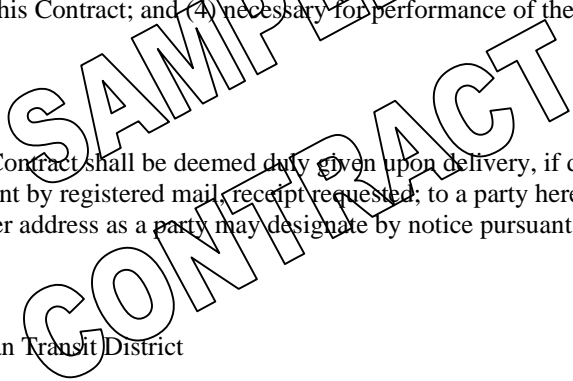 his Contract; and (4) necessary for performance of the
SAMPLE
CONTRACT
Contract shall be deemed duly given upon delivery, if d
nt by registered mail, receipt requested; to a party here
er address as a party may designate by notice pursuant
n Transit District